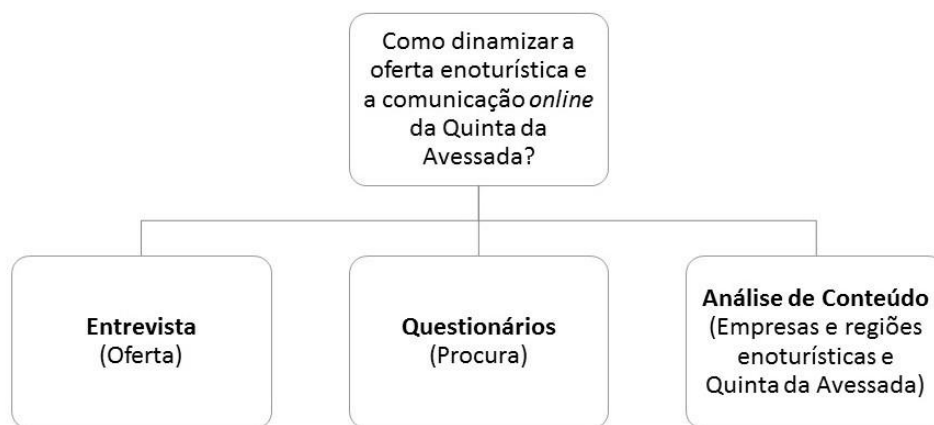 Como dinamizar a
oferta enoturística e
a comunicação online
da Quinta da
Avessada?
Entrevista
(Oferta)
Questionários
(Procura)
Análise de Conteúdo
(Empresas e regiões
enoturísticas e
Quinta da Avessada)